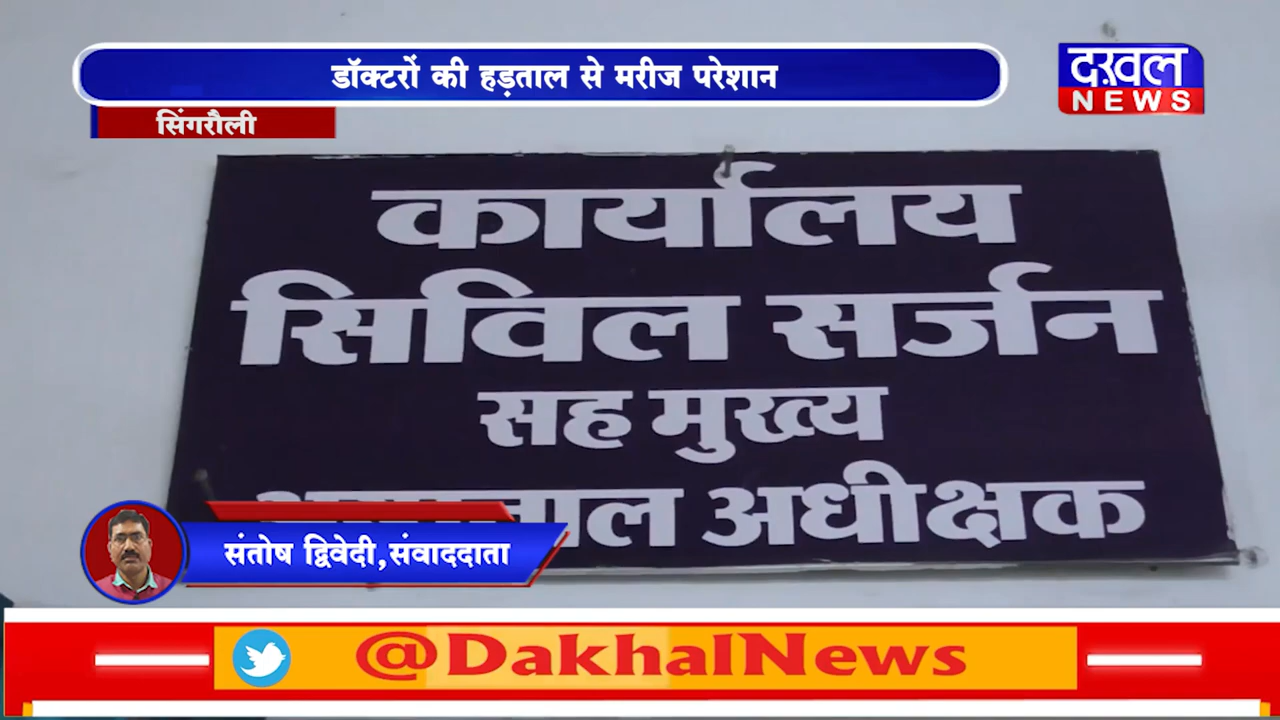 डॉक्टरों की हड़ताल से मरीज परेशान
दख़ल
NEWS
सिंगरौली
कार्यालय
सिविल सर्जन
सह मुख्य
अधीक्षक
संतोष द्विवेदी,संवाददाता
@DakhalNews